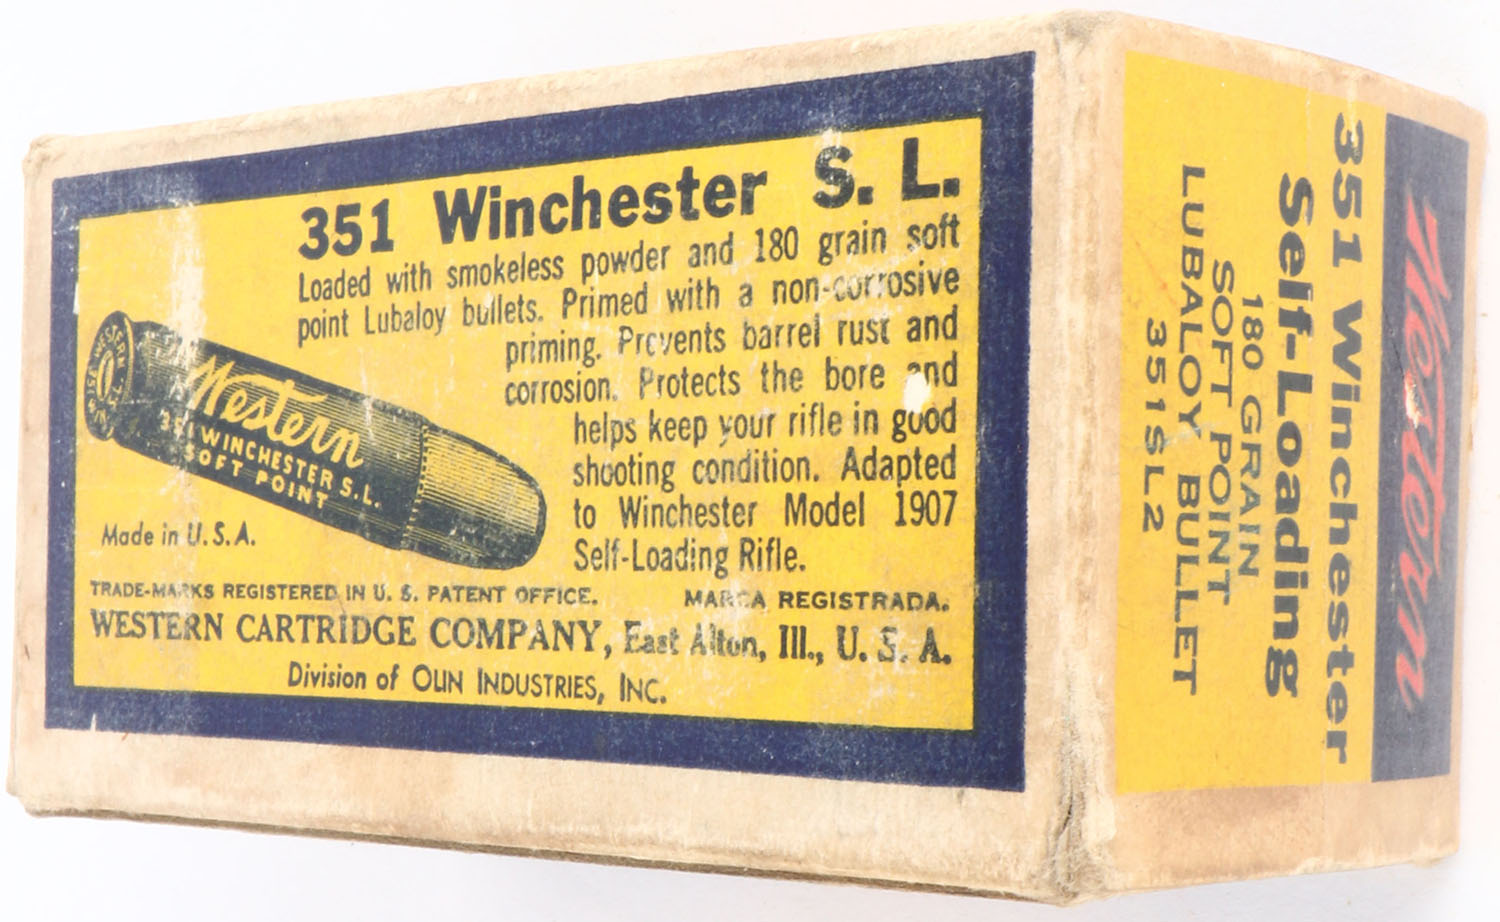 351 Winchester S. L.
Loaded with smokeless powder and 180 grain soft
point Lubaloy bullets. Primed with a non-corrosive
priming. Prevents barrel rust and
corrosion. Protects the bore and
helps keep your rifle in good
shooting condition. Adapted
to Winchester Model 1907
Self-Loading Rifle.
WESTERN
351 WIN
Western
351 WINCHESTER S.L.
SOFT POINT
Made in U.S.A.
TRADE-MARKS REGISTERED IN U. S. PATENT OFFICE. MARCA REGISTRADA.
WESTERN CARTRIDGE COMPANY, East Alton, Ill., U. S. A.
Division of OLIN INDUSTRIES, INC.
Western
351 Winchester
Self-Loading
180 GRAIN
SOFT POINT
LUBALOY BULLET
351SL2